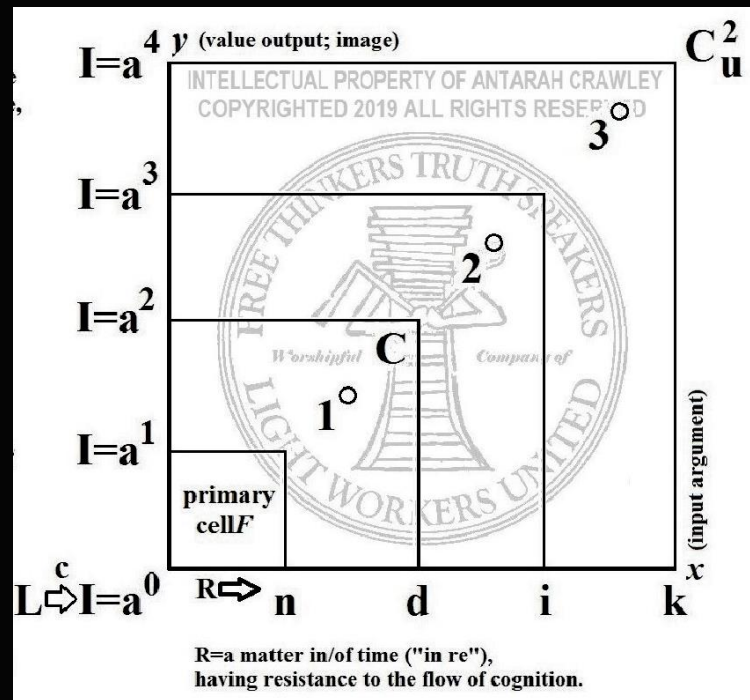 I=a⁴ y (value output; image) C²ᵤ
INTELLECTUAL PROPERTY OF ANTARAH CRAWLEY
COPYRIGHTED 2019 ALL RIGHTS RESERVED
3
FREE THINKERS TRUTH SPEAKERS
I=a³
2
I=a²
C
Worshipful Company of
1
LIGHT WORKERS UNITED
I=a¹
primary
cellF
(input argument)
x
c
L⇨I=a⁰ R⇨ n d i k
R=a matter in/of time ("in re"),
having resistance to the flow of cognition.